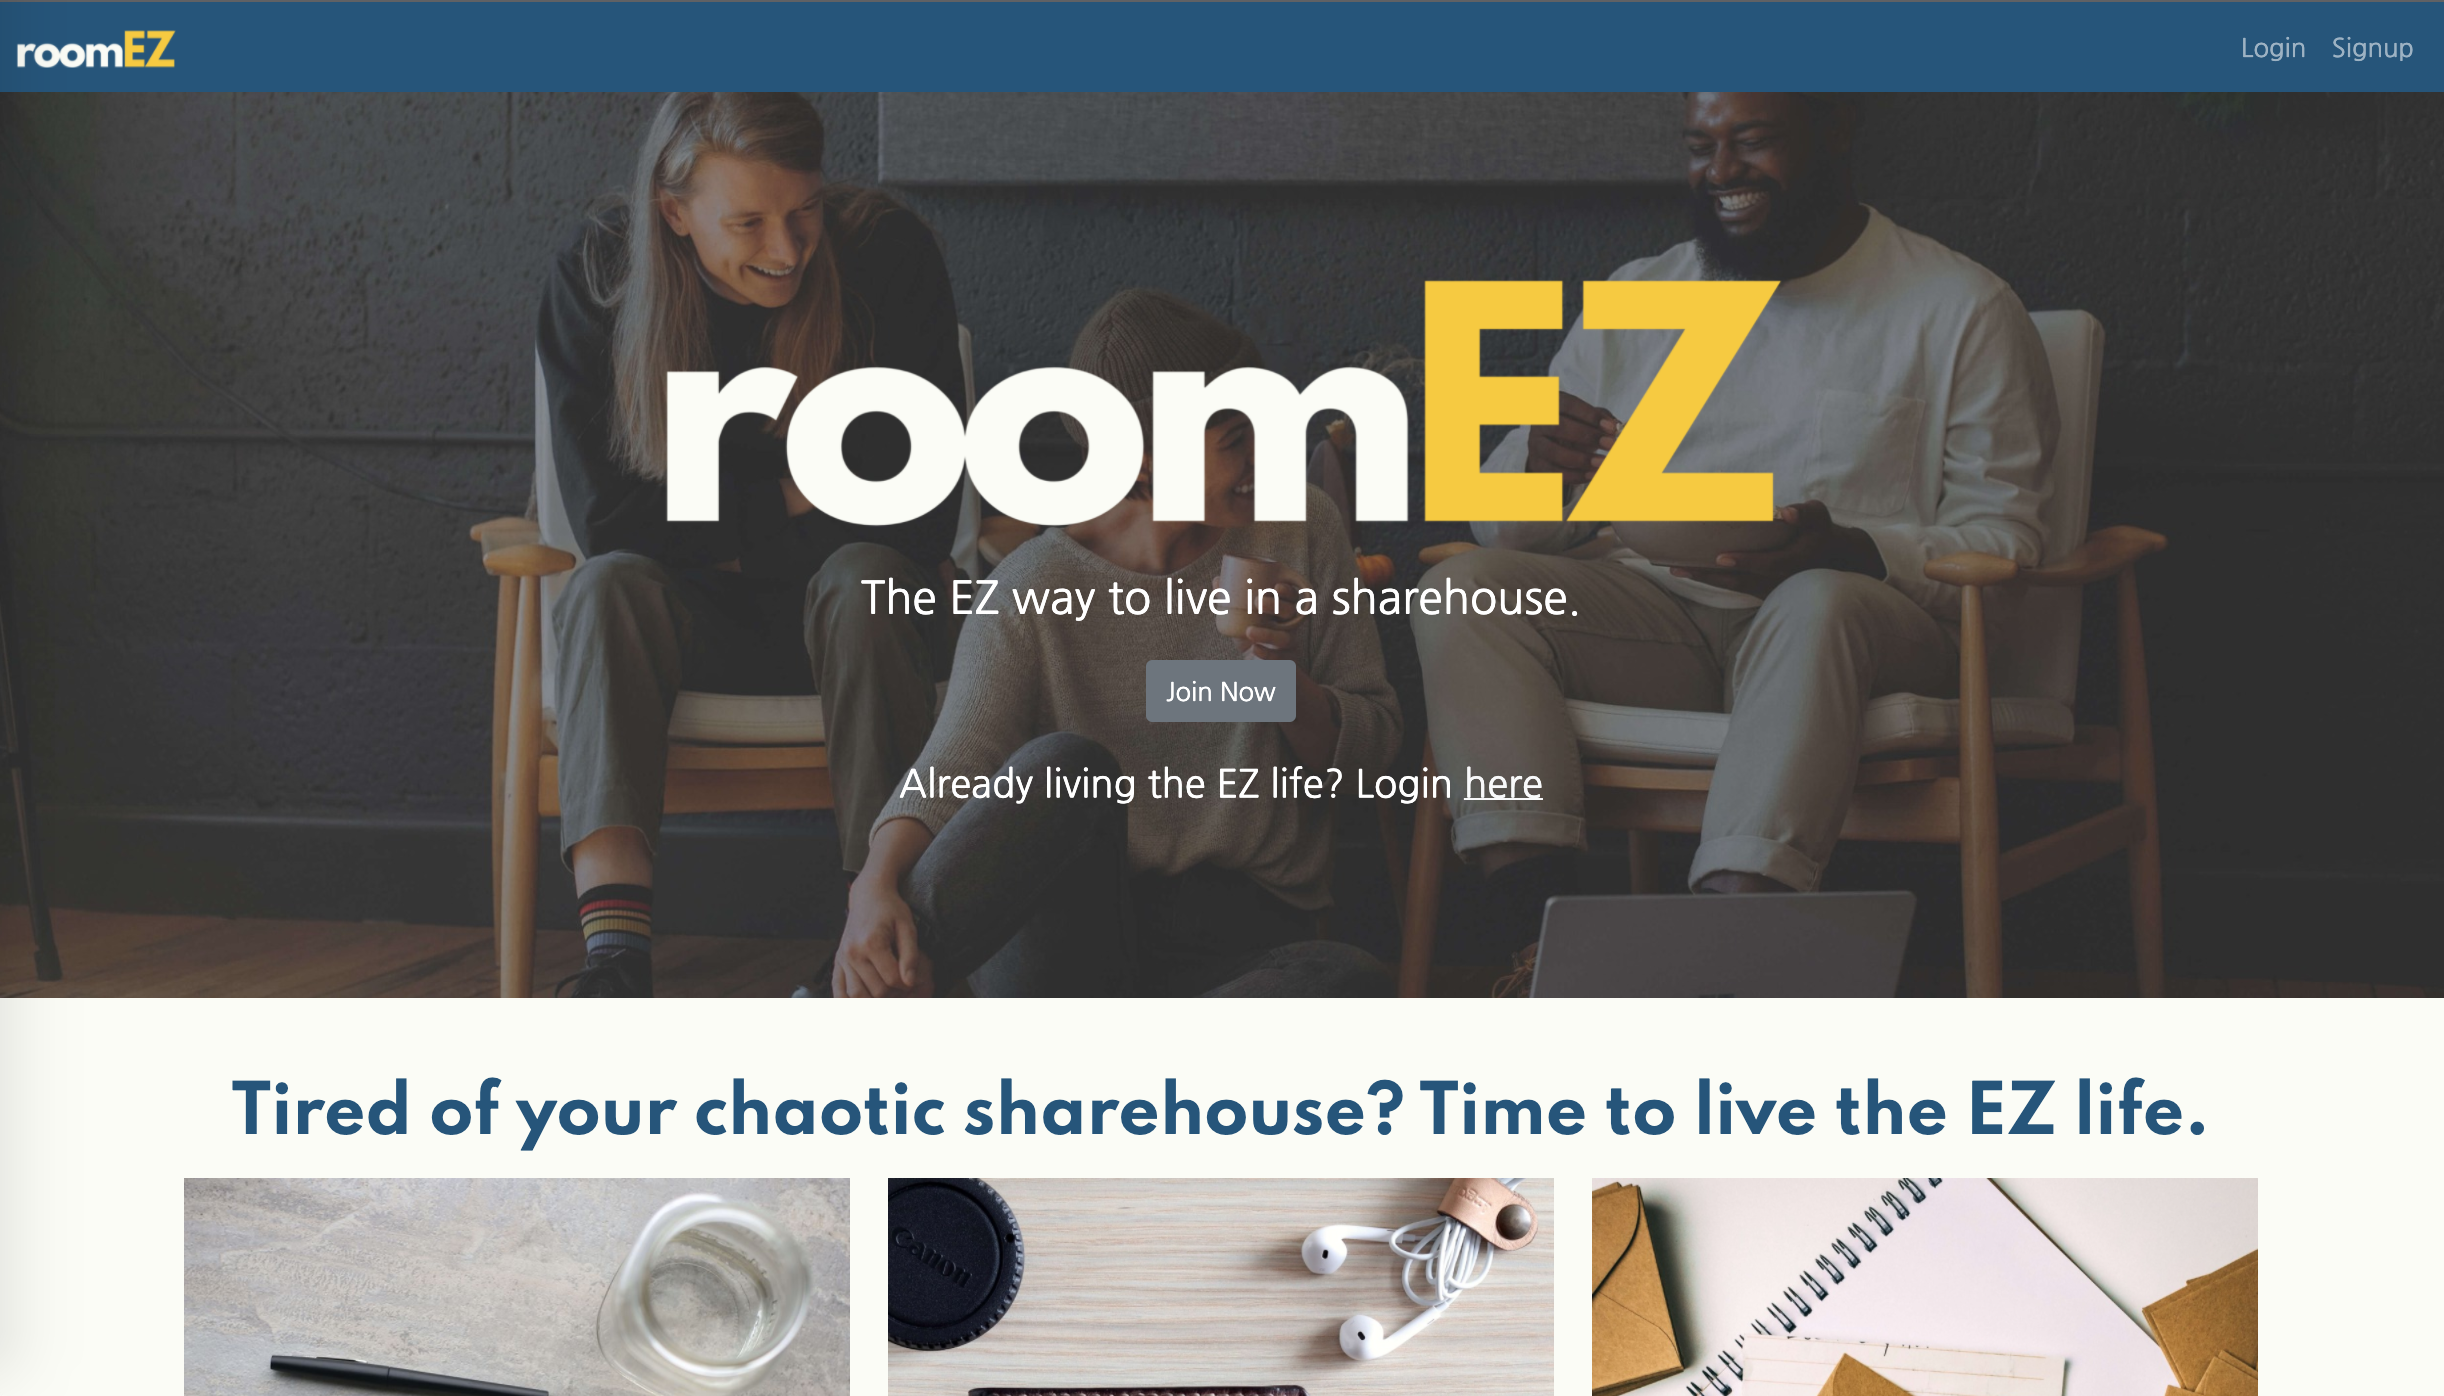 roomEZ
Login Signup
roomEZ
The EZ way to live in a sharehouse.
Join Now
Already living the EZ life? Login here
Tired of your chaotic sharehouse? Time to live the EZ life.
Canon